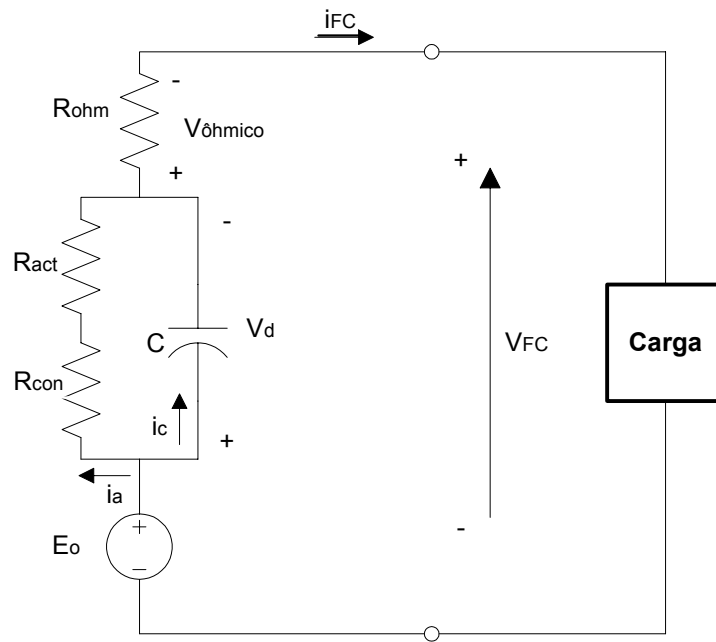 iFC
-
Rohm
Vôhmico
+
-
+
Ract
C
Vd
VFC
Carga
Rcon
ic
+
ia
-
Eo
+
-